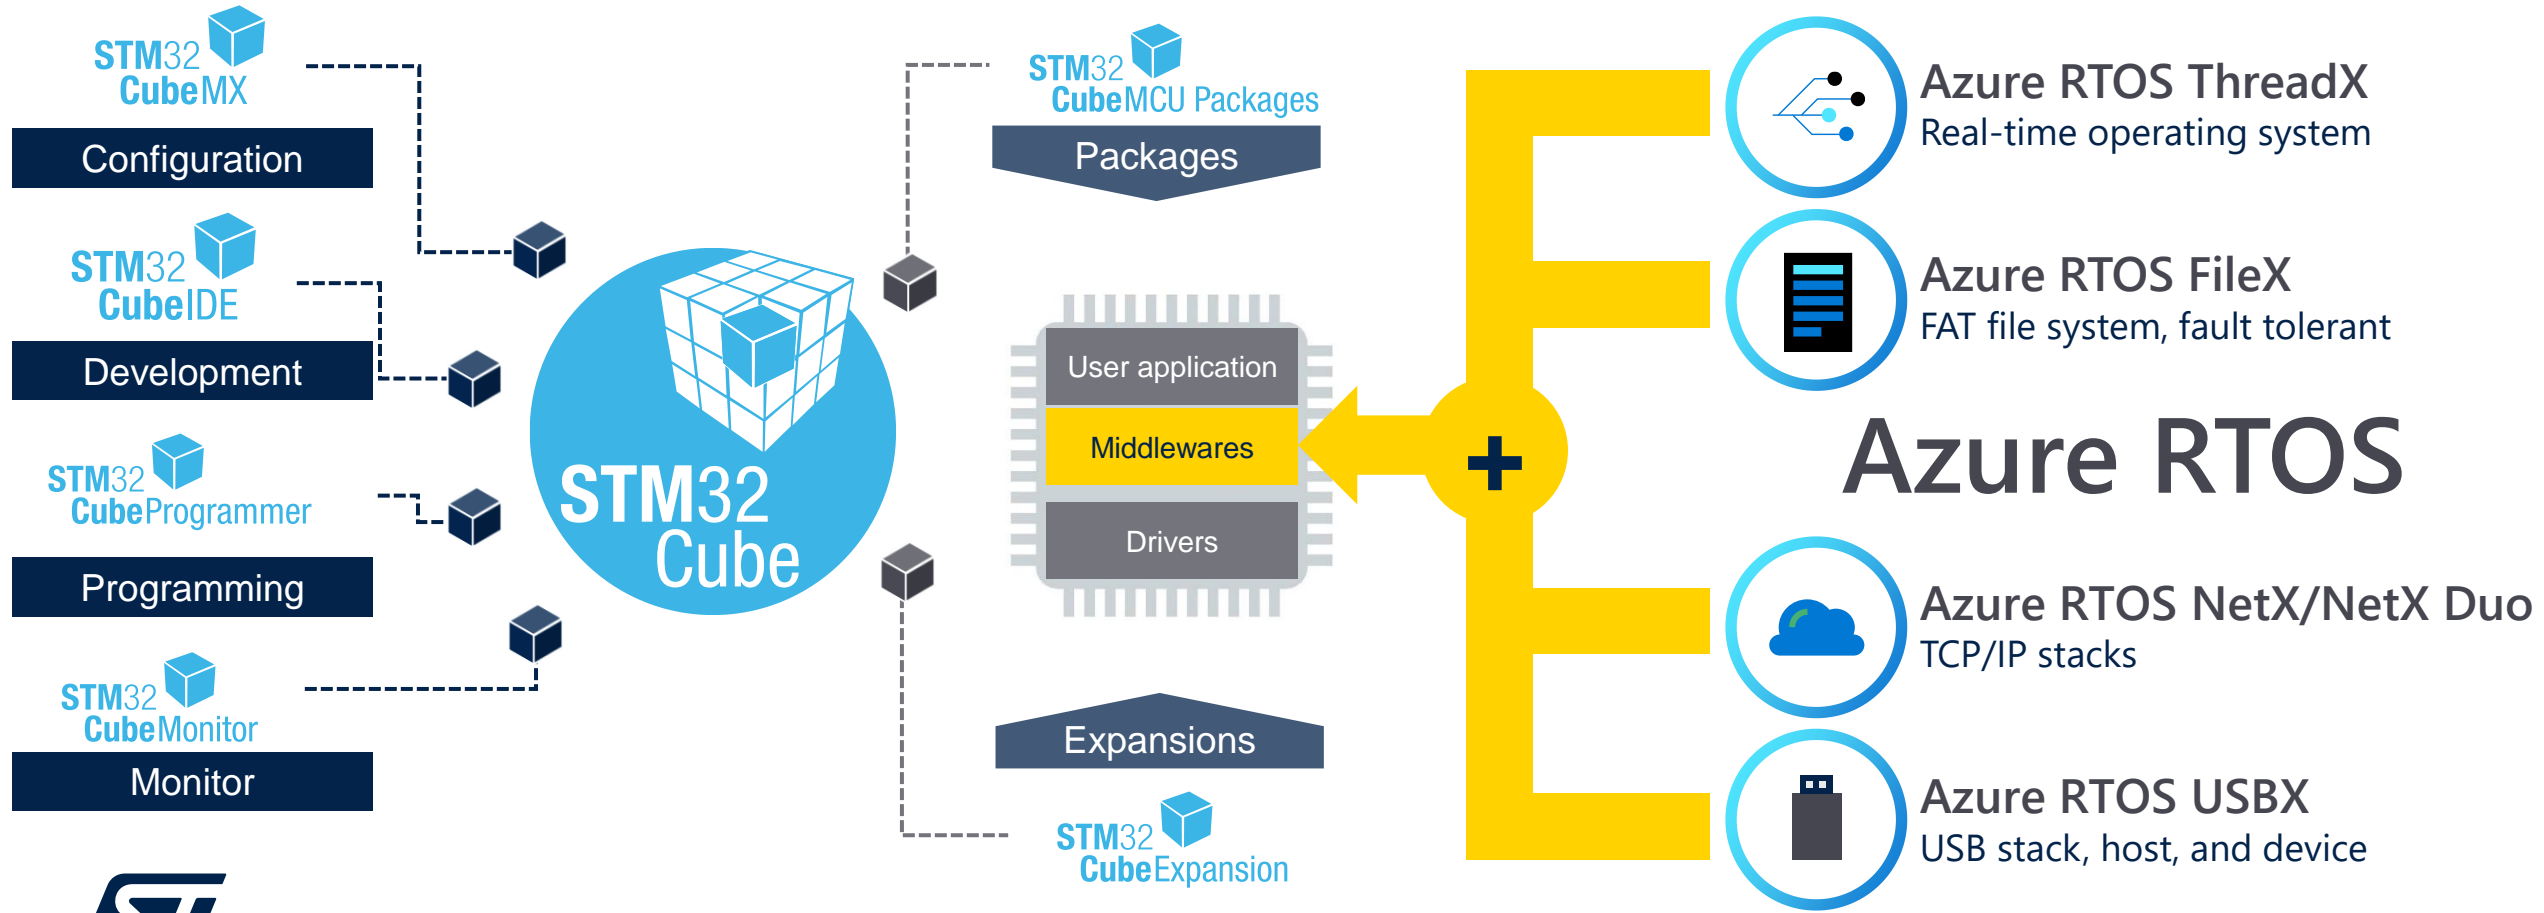 STM32
CubeMX
Configuration
STM32
CubeIDE
Development
STM32
CubeProgrammer
Programming
STM32
CubeMonitor
Monitor
STM32
Cube
STM32
CubeMCU Packages
Packages
User application
Middlewares
Drivers
Expansions
STM32
CubeExpansion
+
Azure RTOS ThreadX
Real-time operating system
Azure RTOS FileX
FAT file system, fault tolerant
Azure RTOS
Azure RTOS NetX/NetX Duo
TCP/IP stacks
Azure RTOS USBX
USB stack, host, and device
ST